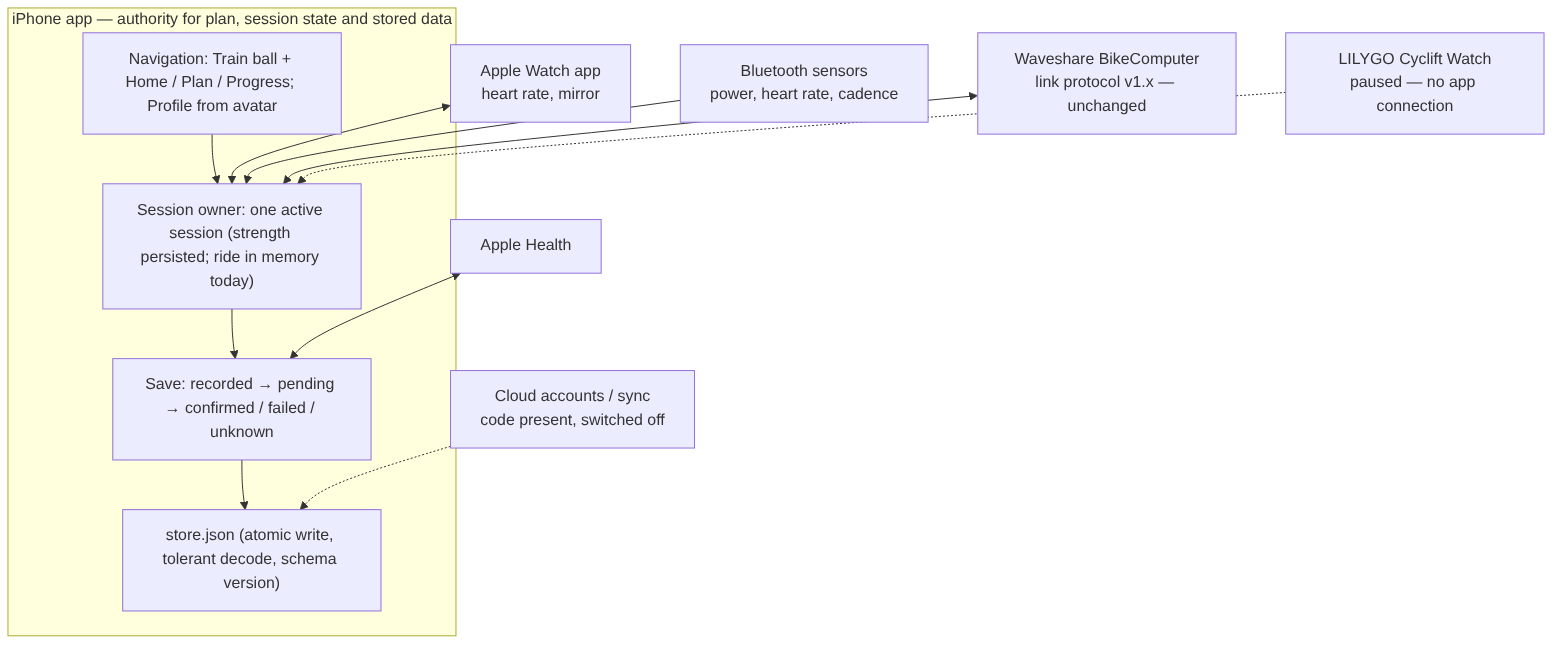 iPhone app — authority for plan, session state and stored data
Navigation: Train ball +
Home / Plan / Progress;
Profile from avatar
Apple Watch app
heart rate, mirror
Bluetooth sensors
power, heart rate, cadence
Waveshare BikeComputer
link protocol v1.x —
unchanged
LILYGO Cyclift Watch
paused — no app
connection
Session owner: one active
session (strength
persisted; ride in memory
today)
Apple Health
Save: recorded → pending
→ confirmed / failed /
unknown
Cloud accounts / sync
code present, switched off
store.json (atomic write,
tolerant decode, schema
version)